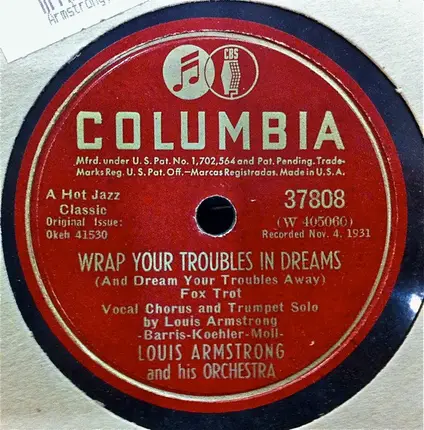 Armstrong,
CBS
COLUMBIA
Mfrd. under U.S. Pat. No. 1,702,564 and Pat. Pending. Trade-
Marks Reg. U.S. Pat. Off.—Marcas Registradas. Made in U.S.A.
A Hot Jazz
Classic
Original Issue:
Okeh 41530
37808
(W 405060)
Recorded Nov. 4, 1931
WRAP YOUR TROUBLES IN DREAMS
(And Dream Your Troubles Away)
Fox Trot
Vocal Chorus and Trumpet Solo
by Louis Armstrong
-Barris-Koehler-Moll-
LOUIS ARMSTRONG
and his ORCHESTRA